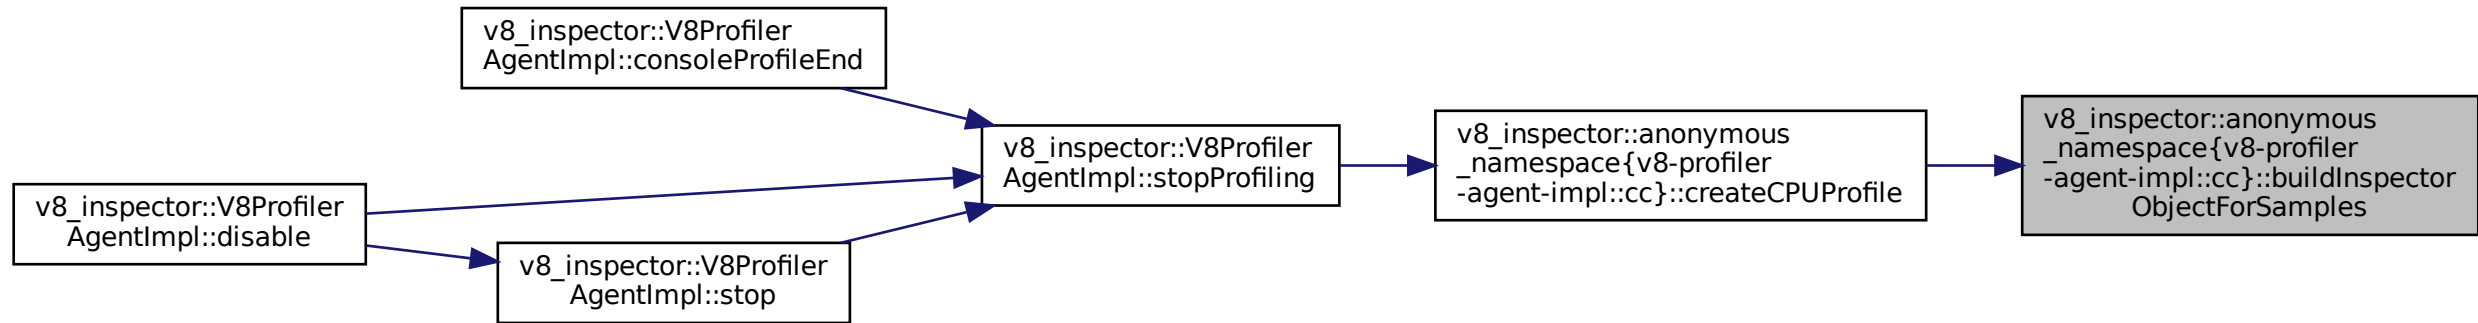 v8_inspector::V8Profiler
AgentImpl::consoleProfileEnd
v8_inspector::V8Profiler
AgentImpl::disable
v8_inspector::V8Profiler
AgentImpl::stop
v8_inspector::V8Profiler
AgentImpl::stopProfiling
v8_inspector::anonymous
_namespace{v8-profiler
-agent-impl::cc}::createCPUProfile
v8_inspector::anonymous
_namespace{v8-profiler
-agent-impl::cc}::buildInspector
ObjectForSamples